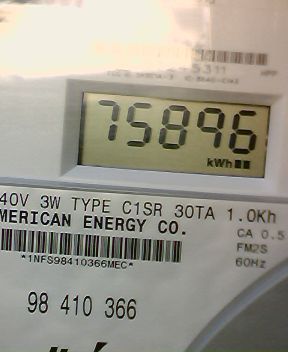 5311
75896
kWh
40V 3W TYPE C1SR 30TA 1.0Kh
MERICAN ENERGY CO.
CA 0.5
FM2S
60Hz
*1NFS98410366MEC*
98 410 366